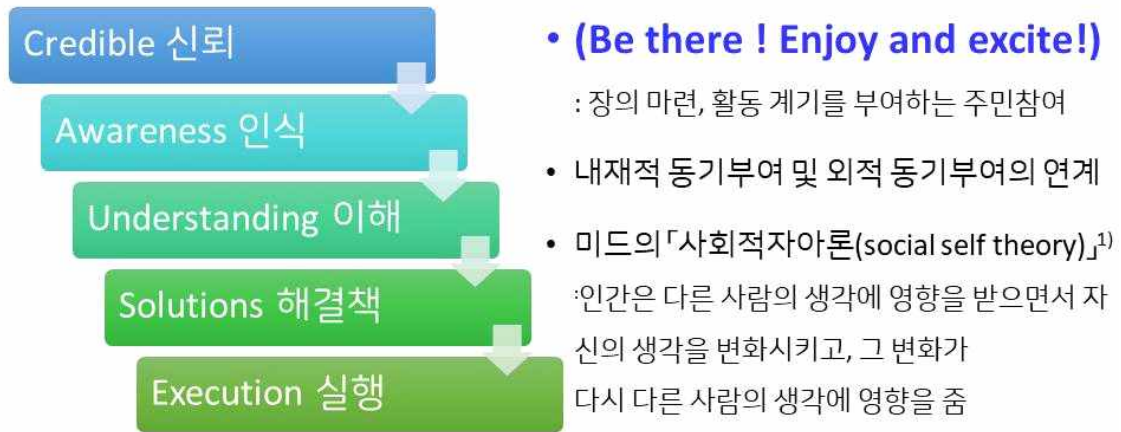 Credible 신뢰
Awareness 인식
Understanding 이해
Solutions 해결책
Execution 실행
• (Be there ! Enjoy and excite!)
: 장의 마련, 활동 계기를 부여하는 주민참여
• 내재적 동기부여 및 외적 동기부여의 연계
• 미드의「사회적자아론(social self theory)」1)
:인간은 다른 사람의 생각에 영향을 받으면서 자
신의 생각을 변화시키고, 그 변화가
다시 다른 사람의 생각에 영향을 줌